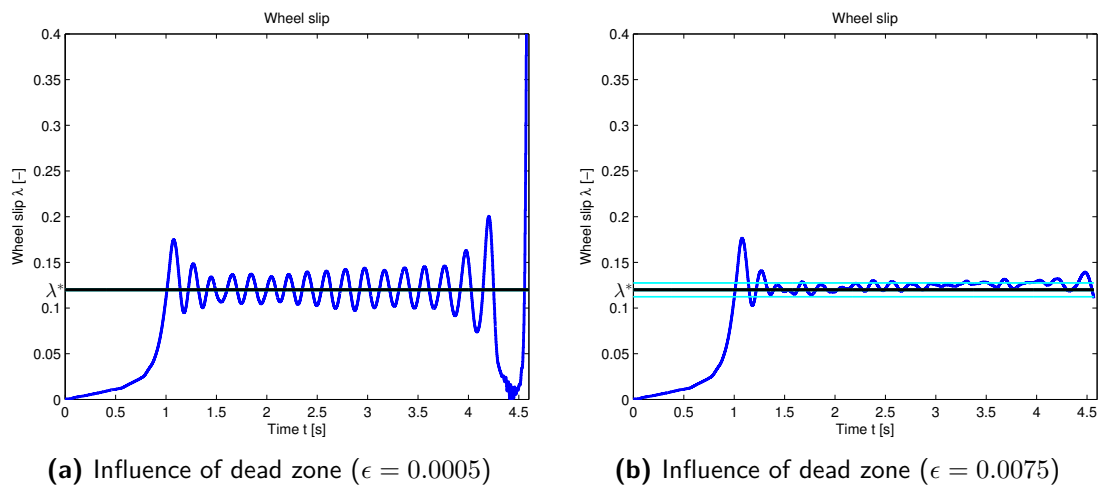 Wheel slip
0.4
0.35
0.3
0.25
0.2
0.15
λ*
0.1
0.05
0
Wheel slip λ [−]
0 0.5 1 1.5 2 2.5 3 3.5 4 4.5
Time t [s]
(a) Influence of dead zone (ϵ = 0.0005)
Wheel slip
0.4
0.35
0.3
0.25
0.2
0.15
λ*
0.1
0.05
0
Wheel slip λ [−]
0 0.5 1 1.5 2 2.5 3 3.5 4 4.5
Time t [s]
(b) Influence of dead zone (ϵ = 0.0075)